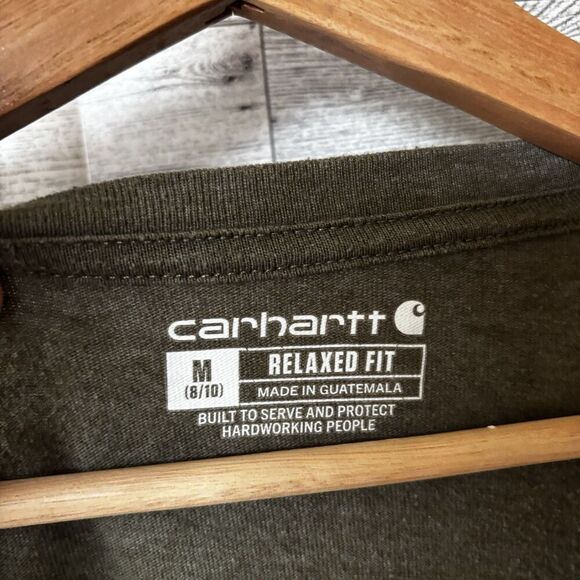 carhartt
M
(8/10)
RELAXED FIT
MADE IN GUATEMALA
BUILT TO SERVE AND PROTECT
HARDWORKING PEOPLE